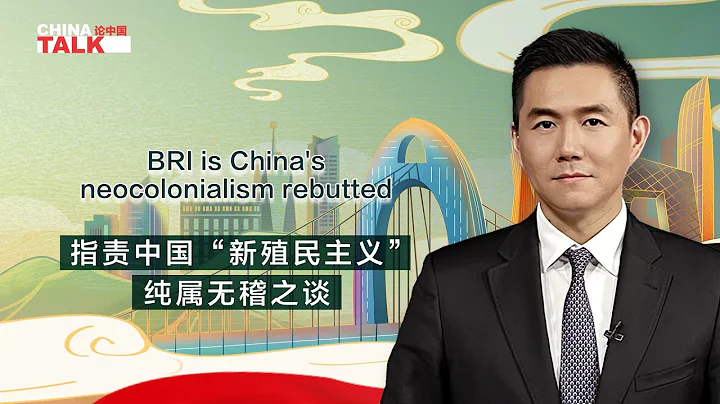 CHINA 论中国
TALK
BRI is China's
neocolonialism rebutted
指责中国“新殖民主义”
纯属无稽之谈